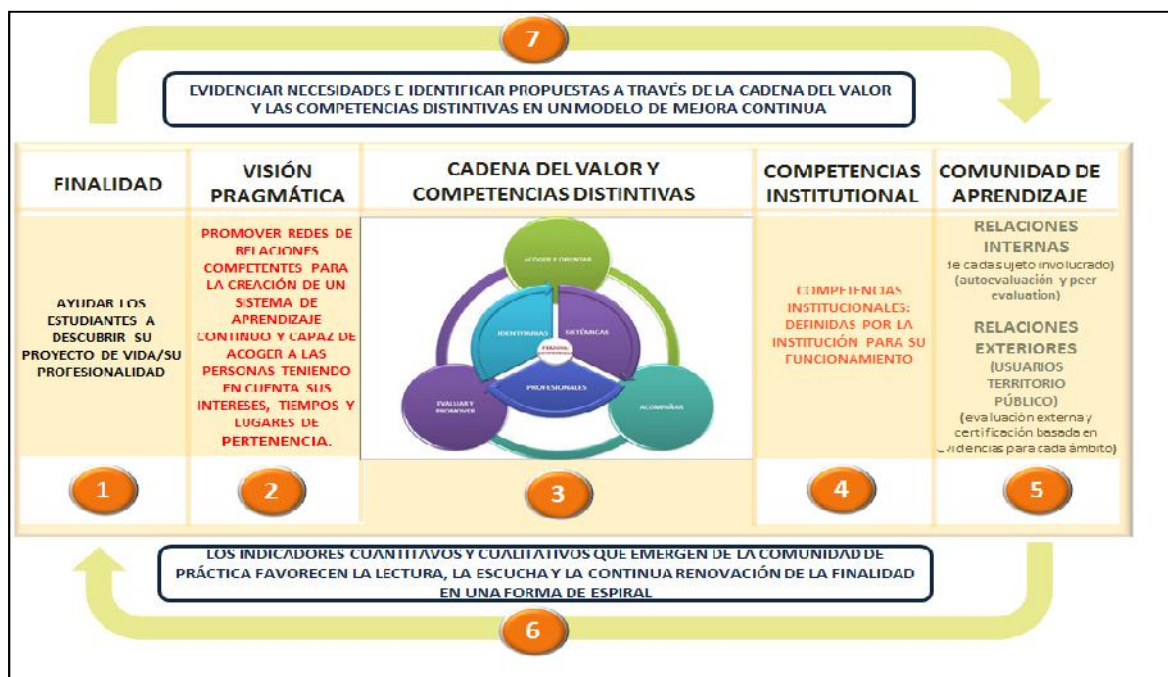 7
EVIDENCIAR NECESIDADES E IDENTIFICAR PROPUESTAS A TRAVÉS DE LA CADENA DEL VALOR
Y LAS COMPETENCIAS DISTINTIVAS EN UN MODELO DE MEJORA CONTINUA
FINALIDAD
AYUDAR LOS
ESTUDIANTES A
DESCUBRIR SU
PROYECTO DE VIDA/SU
PROFESIONALIDAD
1
VISIÓN
PRAGMÁTICA
PROMOVER REDES DE
RELACIONES
COMPETENTES PARA
LA CREACIÓN DE UN
SISTEMA DE
APRENDIZAJE
CONTINUO Y CAPAZ DE
ACOGER A LAS
PERSONAS TENIENDO
EN CUENTA SUS
INTERESES, TIEMPOS Y
LUGARES DE
PERTENENCIA.
2
CADENA DEL VALOR Y
COMPETENCIAS DISTINTIVAS
ACOGER Y ORIENTAR
IDENTITARIAS
PROFESIONALES
EVALUAR Y
PROMOVER
ACOMPAÑAR
3
COMPETENCIAS
INSTITUTIONAL
COMPETENCIAS
INSTITUCIONALES:
DEFINIDAS POR LA
INSTITUCIÓN PARA SU
FUNCIONAMIENTO
4
COMUNIDAD DE
APRENDIZAJE
RELACIONES
INTERNAS
de cada sujeto involucrado)
(autoevaluación y peer
evaluation)
RELACIONES
EXTERIORES
(USUARIOS
TERRITORIO
PÚBLICO)
(evaluación externa y
certificación basada en
evidencias para cada ámbito)
5
LOS INDICADORES CUANTITAVOS Y CUALITATIVOS QUE EMERGEN DE LA COMUNIDAD DE
PRÁCTICA FAVORECEN LA LECTURA, LA ESCUCHA Y LA CONTINUA RENOVACIÓN DE LA FINALIDAD
EN UNA FORMA DE ESPIRAL
6